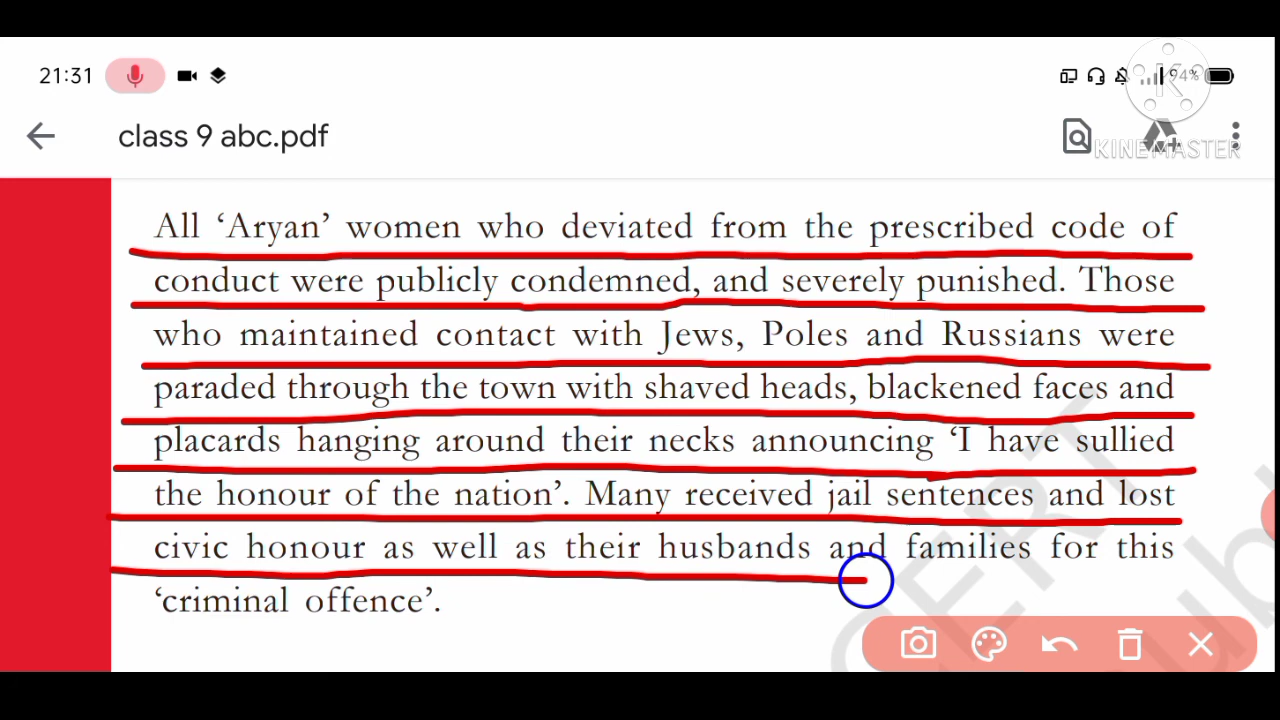 21:31
94%
class 9 abc.pdf
KINEMASTER
All ‘Aryan’ women who deviated from the prescribed code of
conduct were publicly condemned, and severely punished. Those
who maintained contact with Jews, Poles and Russians were
paraded through the town with shaved heads, blackened faces and
placards hanging around their necks announcing ‘I have sullied
the honour of the nation’. Many received jail sentences and lost
civic honour as well as their husbands and families for this
‘criminal offence’.